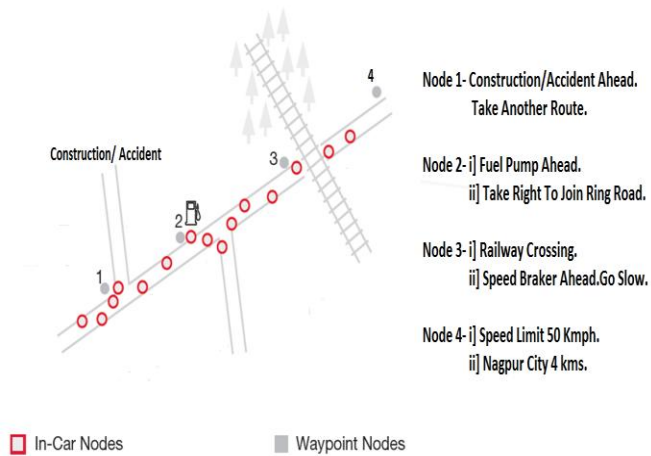 4
Node 1- Construction/Accident Ahead.
Take Another Route.
Construction/ Accident
3
Node 2- i] Fuel Pump Ahead.
ii] Take Right To Join Ring Road.
2
Node 3- i] Railway Crossing.
ii] Speed Braker Ahead.Go Slow.
1
Node 4- i] Speed Limit 50 Kmph.
ii] Nagpur City 4 kms.
In-Car Nodes
Waypoint Nodes